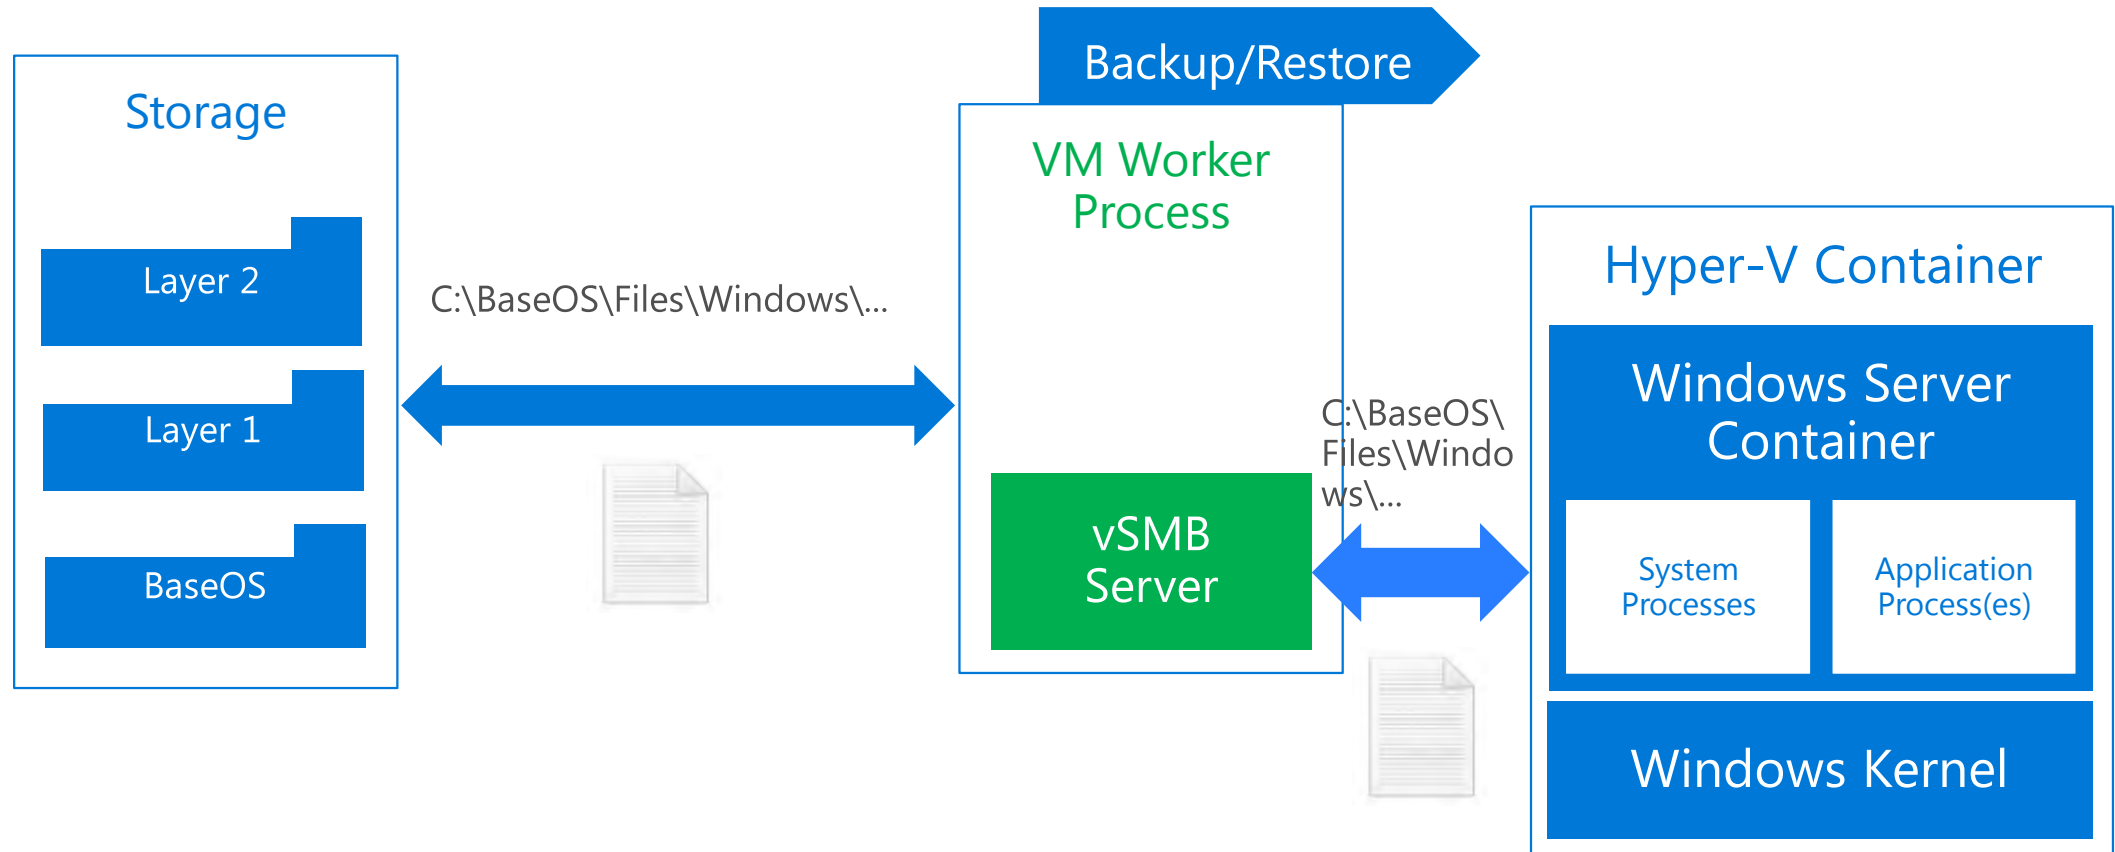 Backup/Restore
Storage
VM Worker
Process
Hyper-V Container
Layer 2
C:\BaseOS\Files\Windows\...
Layer 1
BaseOS
vSMB
Server
C:\BaseOS\
Files\Windo
ws\...
Windows Server
Container
System
Processes
Application
Process(es)
Windows Kernel